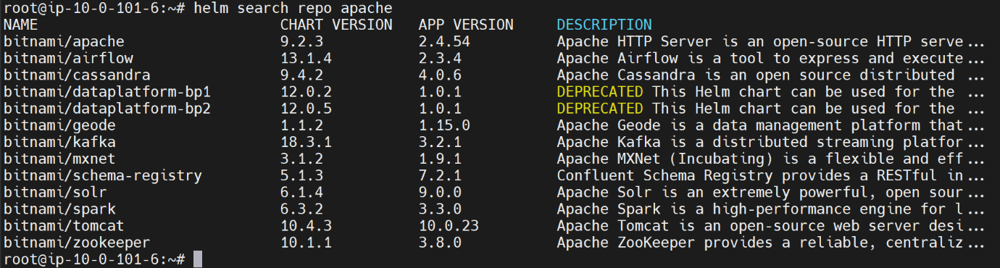 root@ip-10-0-101-6:~# helm search repo apache
NAME CHART VERSION APP VERSION DESCRIPTION
bitnami/apache 9.2.3 2.4.54 Apache HTTP Server is an open-source HTTP serve...
bitnami/airflow 13.1.4 2.3.4 Apache Airflow is a tool to express and execute...
bitnami/cassandra 9.4.2 4.0.6 Apache Cassandra is an open source distributed ...
bitnami/dataplatform-bp1 12.0.2 1.0.1 DEPRECATED This Helm chart can be used for the ...
bitnami/dataplatform-bp2 12.0.5 1.0.1 DEPRECATED This Helm chart can be used for the ...
bitnami/geode 1.1.2 1.15.0 Apache Geode is a data management platform that...
bitnami/kafka 18.3.1 3.2.1 Apache Kafka is a distributed streaming platfor...
bitnami/mxnet 3.1.2 1.9.1 Apache MXNet (Incubating) is a flexible and eff...
bitnami/schema-registry 5.1.3 7.2.1 Confluent Schema Registry provides a RESTful in...
bitnami/solr 6.1.4 9.0.0 Apache Solr is an extremely powerful, open sour...
bitnami/spark 6.3.2 3.3.0 Apache Spark is a high-performance engine for l...
bitnami/tomcat 10.4.3 10.0.23 Apache Tomcat is an open-source web server desi...
bitnami/zookeeper 10.1.1 3.8.0 Apache ZooKeeper provides a reliable, centraliz...
root@ip-10-0-101-6:~#